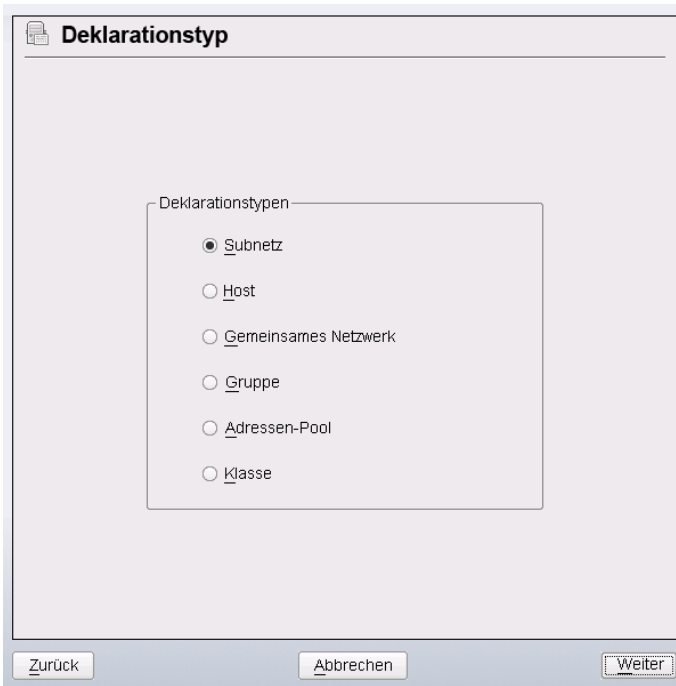 Deklarationstyp
Deklarationstypen
Subnetz
Host
Gemeinsames Netzwerk
Gruppe
Adressen-Pool
Klasse
Zurück Abbrechen Weiter